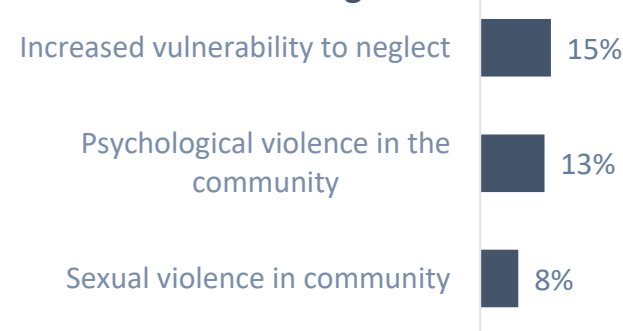 Increased vulnerability to neglect 15%
Psychological violence in the
community 13%
Sexual violence in community 8%